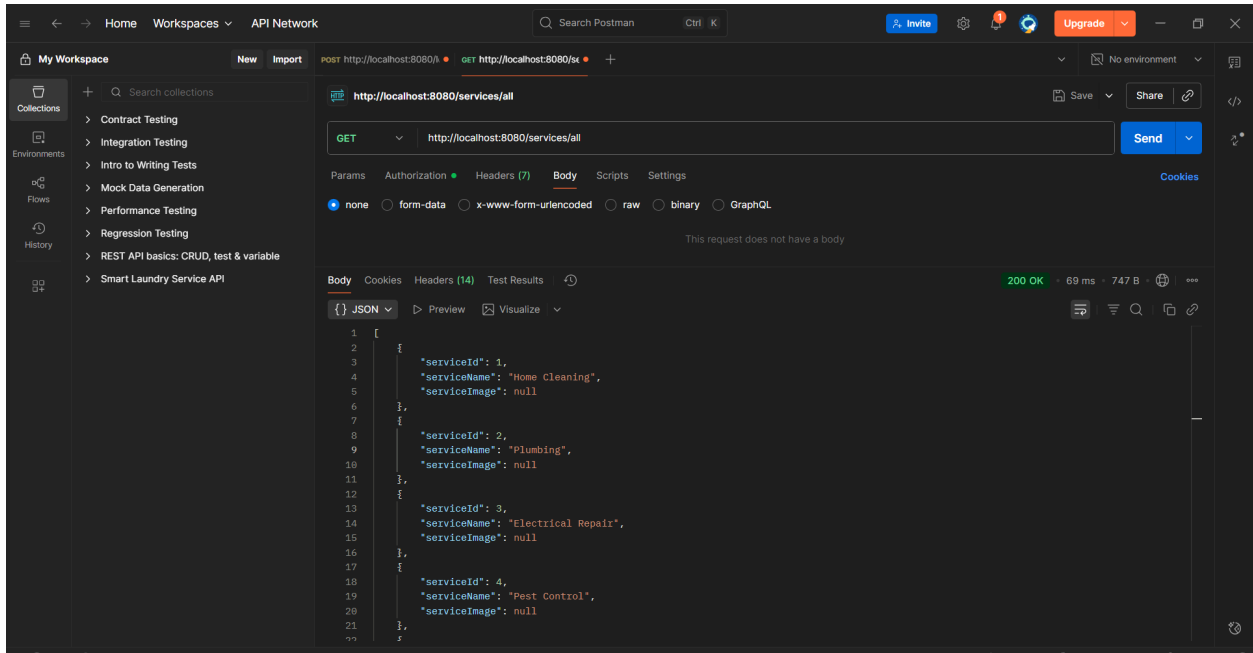 Home Workspaces API Network Search Postman Ctrl K Invite 1 Upgrade
My Workspace New Import POST http://localhost:8080/ GET http://localhost:8080/se No environment
Collections
Environments
Flows
History
Search collections
Contract Testing
Integration Testing
Intro to Writing Tests
Mock Data Generation
Performance Testing
Regression Testing
REST API basics: CRUD, test & variable
Smart Laundry Service API
HTTP http://localhost:8080/services/all Save Share
GET http://localhost:8080/services/all Send
Params Authorization Headers (7) Body Scripts Settings Cookies
none form-data x-www-form-urlencoded raw binary GraphQL
This request does not have a body
Body Cookies Headers (14) Test Results 200 OK 69 ms 747 B
{} JSON Preview Visualize
1 [
2 {
3 "serviceId": 1,
4 "serviceName": "Home Cleaning",
5 "serviceImage": null
6 },
7 {
8 "serviceId": 2,
9 "serviceName": "Plumbing",
10 "serviceImage": null
11 },
12 {
13 "serviceId": 3,
14 "serviceName": "Electrical Repair",
15 "serviceImage": null
16 },
17 {
18 "serviceId": 4,
19 "serviceName": "Pest Control",
20 "serviceImage": null
21 },
22 {